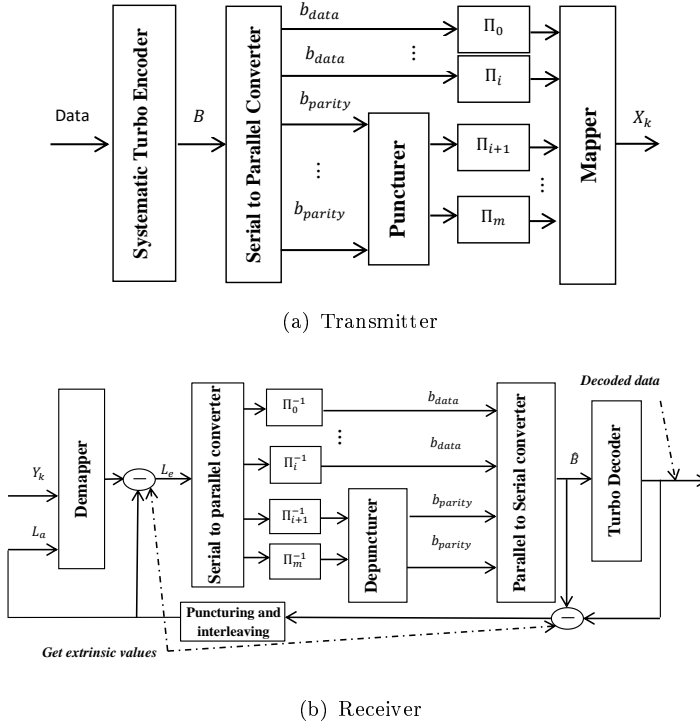 Data
Systematic Turbo Encoder
B
Serial to Parallel Converter
b_data
...
b_data
b_parity
...
b_parity
Puncturer
Π_0
Π_i
Π_{i+1}
...
Π_m
Mapper
X_k
(a) Transmitter
Y_k
L_a
Demapper
−
L_e
Serial to parallel converter
Π_0^{-1}
...
Π_i^{-1}
Π_{i+1}^{-1}
Π_m^{-1}
Depuncturer
b_data
b_data
b_parity
b_parity
Parallel to Serial converter
B̂
Turbo Decoder
Decoded data
−
Puncturing and
interleaving
Get extrinsic values
(b) Receiver